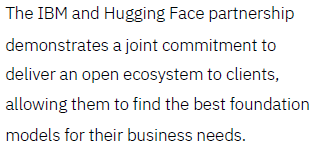 The IBM and Hugging Face partnership
demonstrates a joint commitment to
deliver an open ecosystem to clients,
allowing them to find the best foundation
models for their business needs.